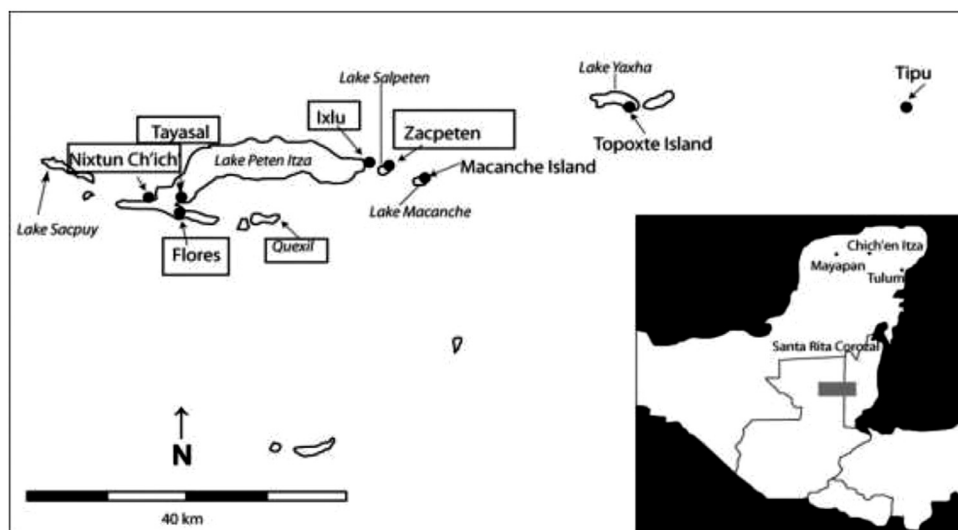 Lake Salpeten
Lake Yaxha
Tipu
Ixlu
Tayasal
Zacpeten
Topoxte Island
Nixtun Ch'ich
Lake Peten Itza
Macanche Island
Lake Macanche
Lake Sacpuy
Flores
Quexil
Chich'en Itza
Mayapan
Tulum
Santa Rita Corozal
N
40 km